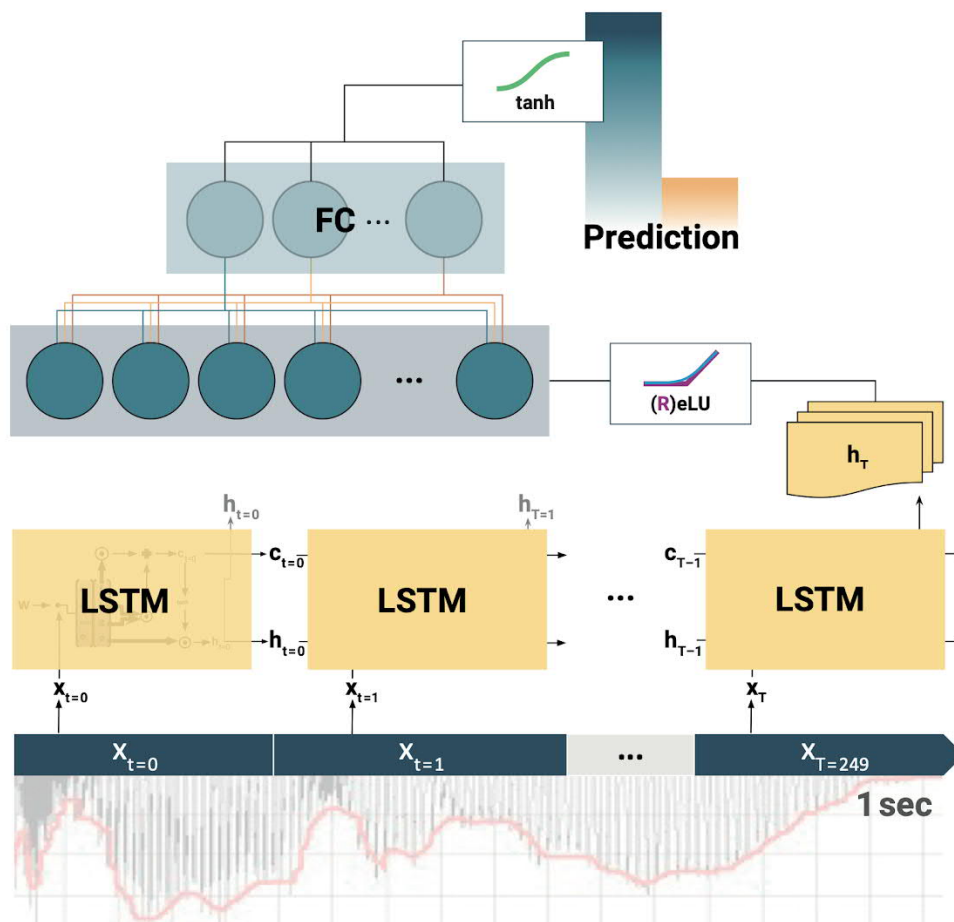 tanh
FC ...
Prediction
...
(R)eLU
h_T
h_t=0
h_T=1
c_t=0
c_T−1
LSTM
LSTM
...
LSTM
W
h_t=0
h_T−1
x_t=0
x_t=1
x_T
X_t=0
X_t=1
...
X_T=249
1 sec